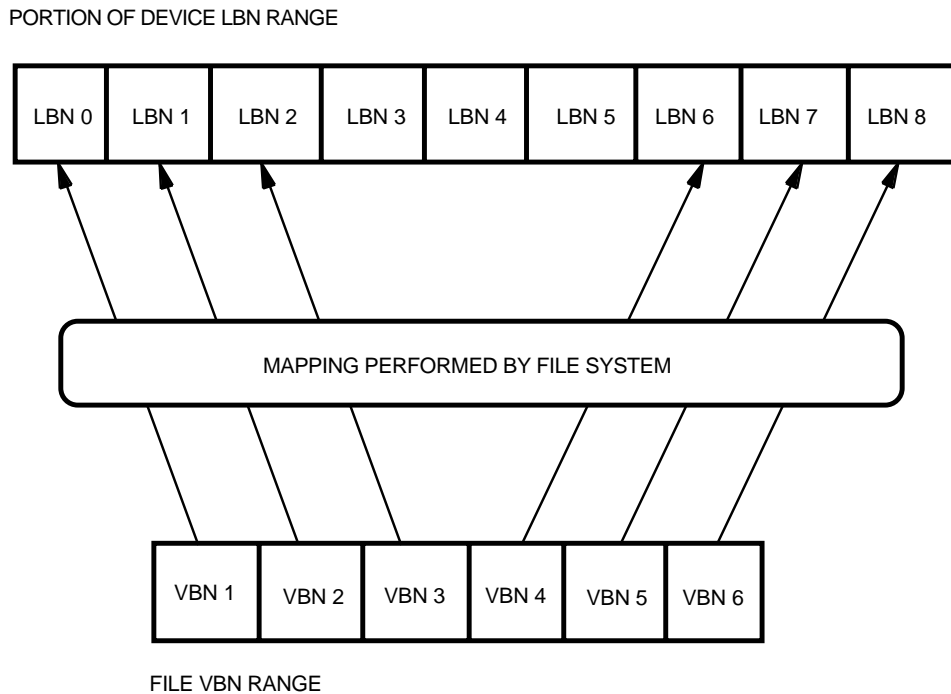 PORTION OF DEVICE LBN RANGE
LBN 0 LBN 1 LBN 2 LBN 3 LBN 4 LBN 5 LBN 6 LBN 7 LBN 8
MAPPING PERFORMED BY FILE SYSTEM
VBN 1 VBN 2 VBN 3 VBN 4 VBN 5 VBN 6
FILE VBN RANGE